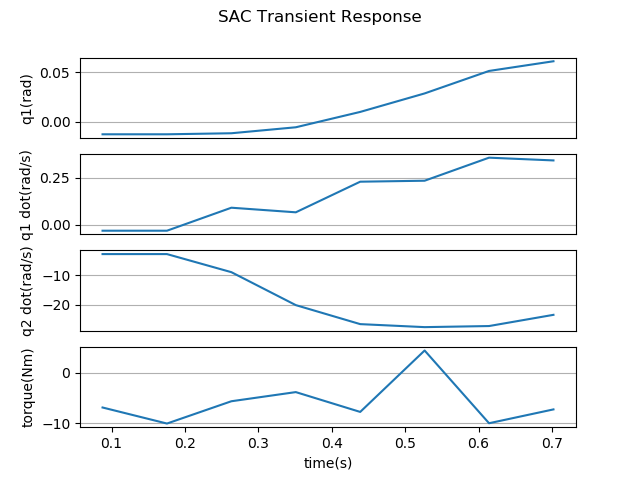 SAC Transient Response
0.05
0.00
q1(rad)
0.25
0.00
q1 dot(rad/s)
−10
−20
q2 dot(rad/s)
0
−10
torque(Nm)
0.1 0.2 0.3 0.4 0.5 0.6 0.7
time(s)